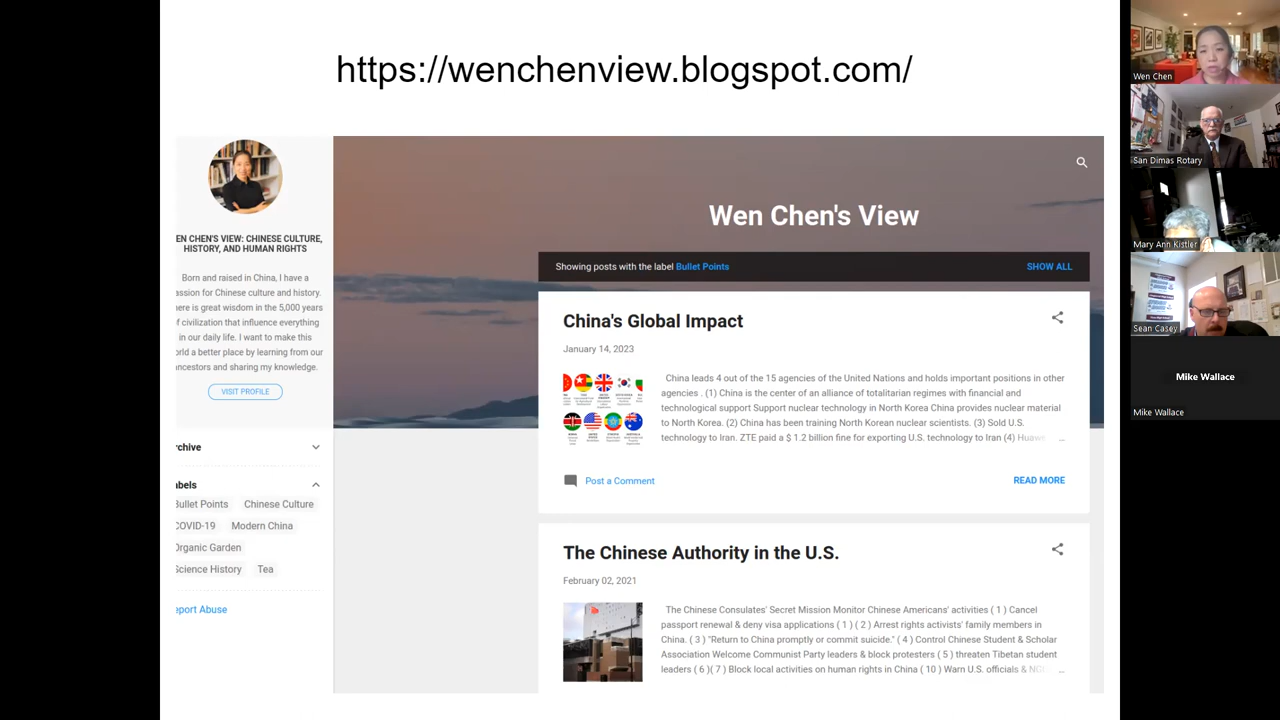 https://wenchenview.blogspot.com/
EN CHEN'S VIEW: CHINESE CULTURE,
HISTORY, AND HUMAN RIGHTS
Born and raised in China, I have a
assion for Chinese culture and history.
here is great wisdom in the 5,000 years
of civilization that influence everything
in our daily life. I want to make this
orld a better place by learning from our
ancestors and sharing my knowledge.
VISIT PROFILE
rchive
abels
Bullet Points Chinese Culture
COVID-19 Modern China
Organic Garden
Science History Tea
eport Abuse
Wen Chen's View
Showing posts with the label Bullet Points
SHOW ALL
China's Global Impact
January 14, 2023
China leads 4 out of the 15 agencies of the United Nations and holds important positions in other
agencies . (1) China is the center of an alliance of totalitarian regimes with financial and
technological support Support nuclear technology in North Korea China provides nuclear material
to North Korea. (2) China has been training North Korean nuclear scientists. (3) Sold U.S.
technology to Iran. ZTE paid a $ 1.2 billion fine for exporting U.S. technology to Iran (4) Huawe ...
Post a Comment
READ MORE
The Chinese Authority in the U.S.
February 02, 2021
The Chinese Consulates' Secret Mission Monitor Chinese Americans' activities ( 1 ) Cancel
passport renewal & deny visa applications ( 1 ) ( 2 ) Arrest rights activists' family members in
China. ( 3 ) "Return to China promptly or commit suicide." ( 4 ) Control Chinese Student & Scholar
Association Welcome Communist Party leaders & block protesters ( 5 ) threaten Tibetan student
leaders ( 6 )( 7 ) Block local activities on human rights in China ( 10 ) Warn U.S. officials & NG ...
Wen Chen
San Dimas Rotary
Mary Ann Kistler
Sean Casey
Mike Wallace
Mike Wallace